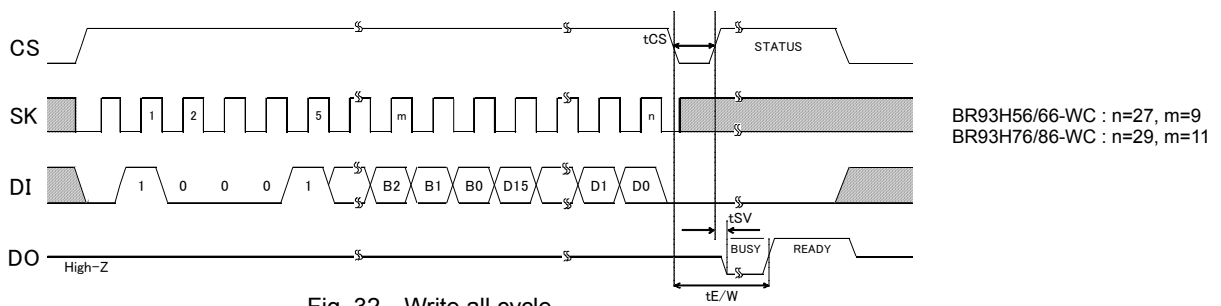 CS
tCS
STATUS
SK
1
2
5
m
n
BR93H56/66-WC : n=27, m=9
BR93H76/86-WC : n=29, m=11
DI
1
0
0
0
1
B2
B1
B0
D15
D1
D0
tSV
DO
High-Z
BUSY
READY
tE/W
Fig. 32 Write all cycle